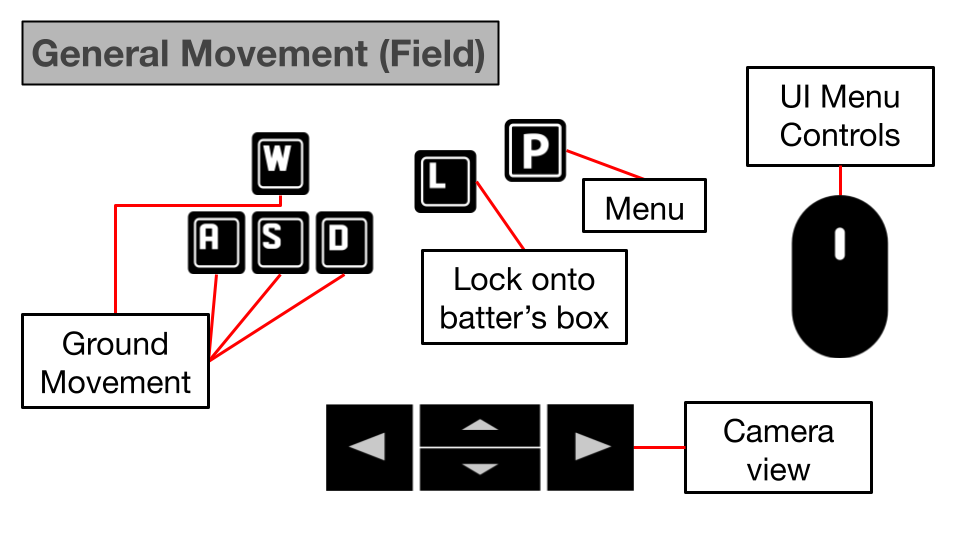 General Movement (Field)
UI Menu
Controls
W
P
L
Menu
A S D
Lock onto
batter's box
Ground
Movement
Camera
view